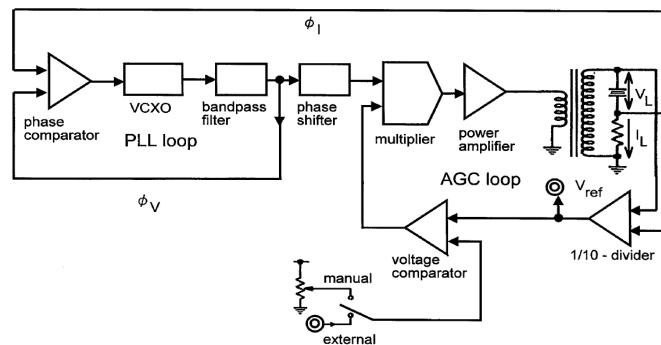 ϕI
phase
comparator
VCXO
bandpass
filter
phase
shifter
multiplier
power
amplifier
VL
IL
PLL loop
ϕV
AGC loop
Vref
voltage
comparator
1/10 - divider
manual
external